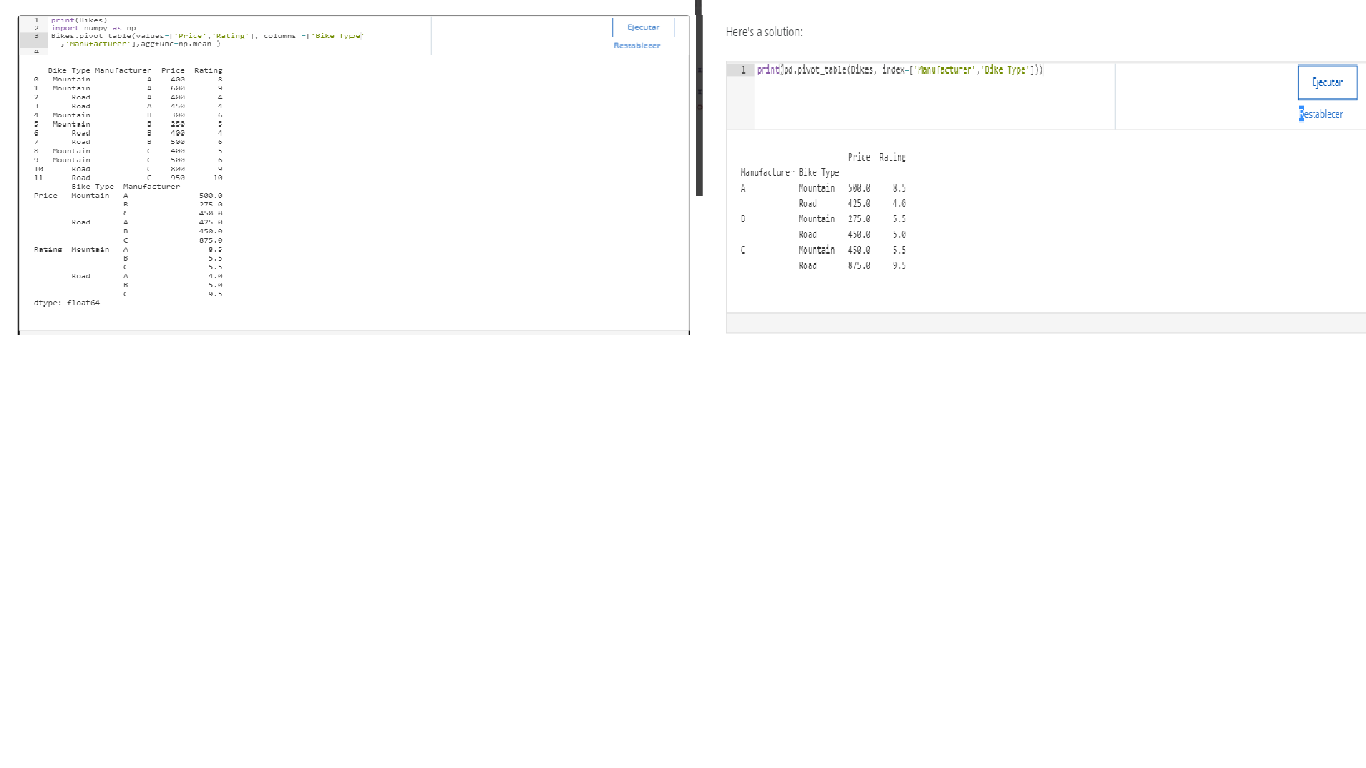 1 print(Bikes)
2 import numpy as np
3 Bikes.pivot_table(values=['Price','Rating'], columns =['Bike Type'
,'Manufacturer'],aggfunc=np.mean )
4
Ejecutar
Restablecer
Bike Type Manufacturer Price Rating
0 Mountain A 400 8
1 Mountain A 600 9
2 Road A 400 4
3 Road A 450 4
4 Mountain B 300 6
5 Mountain B 250 5
6 Road B 400 4
7 Road B 500 6
8 Mountain C 400 5
9 Mountain C 500 6
10 Road C 800 9
11 Road C 950 10
Bike Type Manufacturer
Price Mountain A 500.0
B 275.0
C 450.0
Road A 425.0
B 450.0
C 875.0
Rating Mountain A 8.5
B 5.5
C 5.5
Road A 4.0
B 5.0
C 9.5
dtype: float64
Here's a solution:
1 print(pd.pivot_table(Bikes, index=['Manufacturer','Bike Type']))
Ejecutar
Restablecer
Price Rating
Manufacturer Bike Type
A Mountain 500.0 8.5
Road 425.0 4.0
B Mountain 275.0 5.5
Road 450.0 5.0
C Mountain 450.0 5.5
Road 875.0 9.5